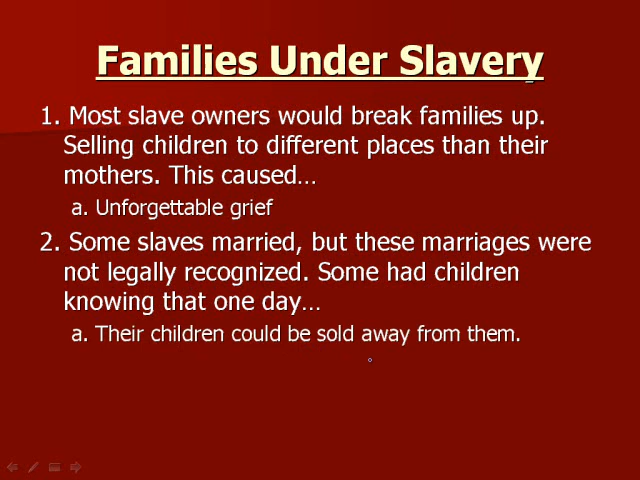 Families Under Slavery
1. Most slave owners would break families up.
Selling children to different places than their
mothers. This caused…
a. Unforgettable grief
2. Some slaves married, but these marriages were
not legally recognized. Some had children
knowing that one day…
a. Their children could be sold away from them.